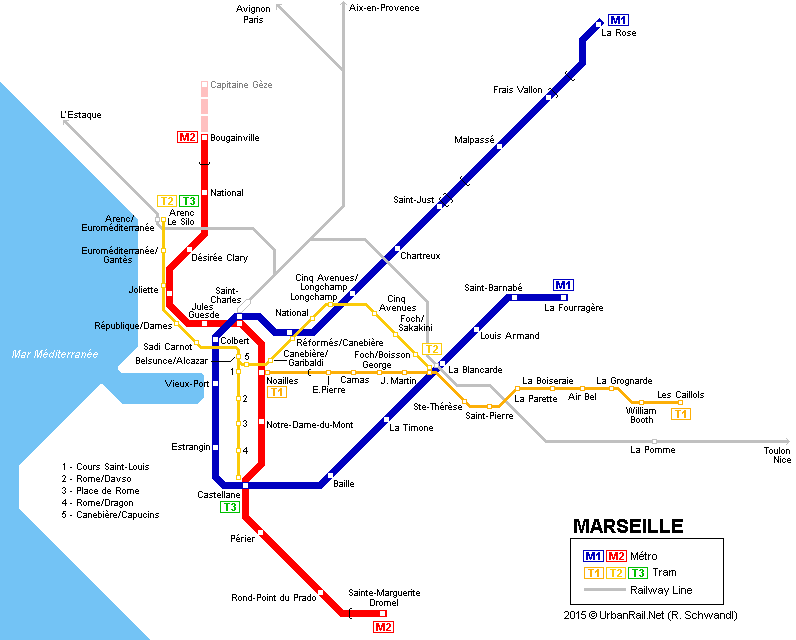 Avignon
Paris
Aix-en-Provence
M1
La Rose
Capitaine Gèze
Frais Vallon
L'Estaque
M2
Bougainville
Malpassé
National
Saint-Just
T2 T3
Arenc
Le Silo
Arenc/
Euroméditerranée
Euroméditerranée/
Gantès
Désirée Clary
Chartreux
Joliette
Saint-
Charles
Cinq Avenues/
Longchamp
Longchamp
Jules
Guesde
National
Cinq
Avenues
Foch/
Sakakini
Saint-Barnabé
M1
La Fourragère
République/Dames
Sadi Carnot
Colbert
Réformés/Canebière
Louis Armand
Mar Méditerranée
Belsunce/Alcazar
5
Canebière/
Garibaldi
Foch/Boisson
George
T2
La Blancarde
Vieux-Port
1
Noailles
T1
E.Pierre
Camas
J. Martin
2
Ste-Thérèse
Saint-Pierre
La Boiseraie
La Parette
Air Bel
La Grognarde
William
Booth
Les Caillols
T1
3
Notre-Dame-du-Mont
La Timone
Estrangin
4
La Pomme
Toulon
Nice
1 - Cours Saint-Louis
2 - Rome/Davso
3 - Place de Rome
4 - Rome/Dragon
5 - Canebière/Capucins
Castellane
T3
Baille
Périer
Rond-Point du Prado
Sainte-Marguerite
Dromel
M2
MARSEILLE
M1 M2 Métro
T1 T2 T3 Tram
Railway Line
2015 © UrbanRail.Net (R. Schwandl)